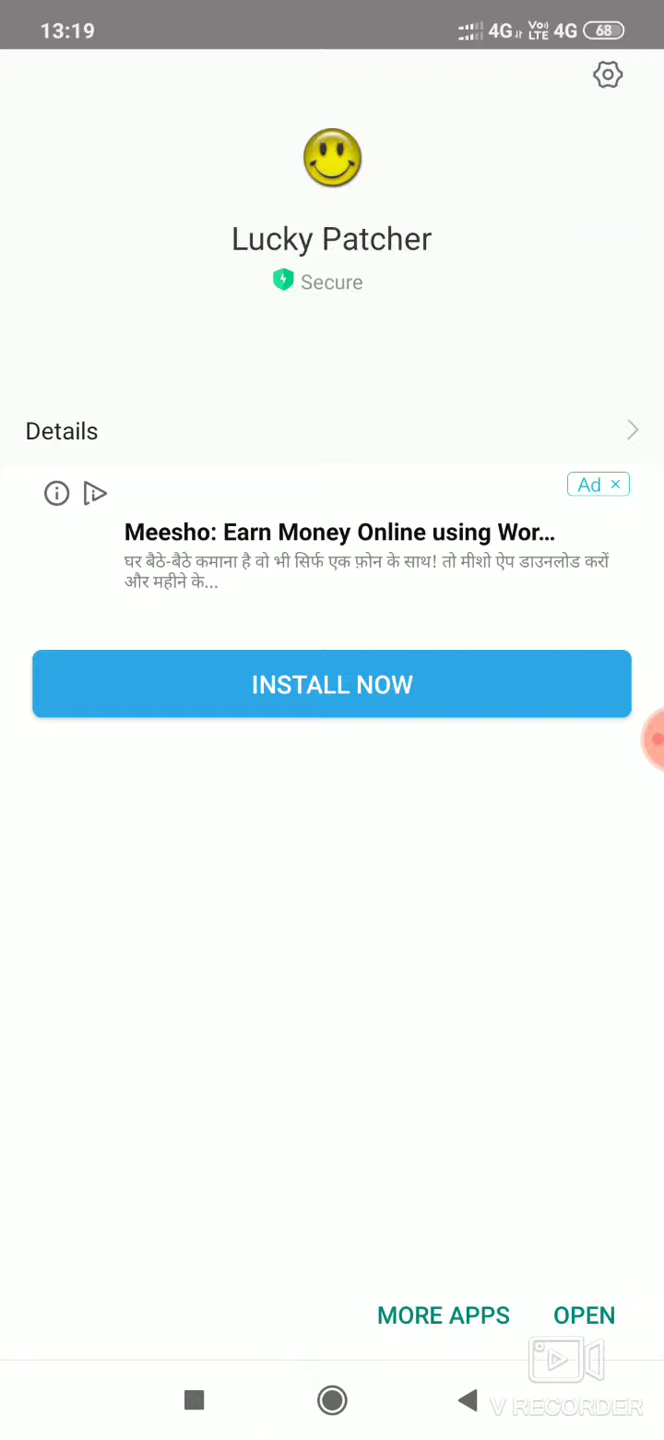 13:19 4G Vo) LTE 4G 68
Lucky Patcher
Secure
Details
Ad ×
Meesho: Earn Money Online using Wor...
घर बैठे-बैठे कमाना है वो भी सिर्फ एक फ़ोन के साथ! तो मीशो ऐप डाउनलोड करों
और महीने के...
INSTALL NOW
MORE APPS OPEN
V RECORDER